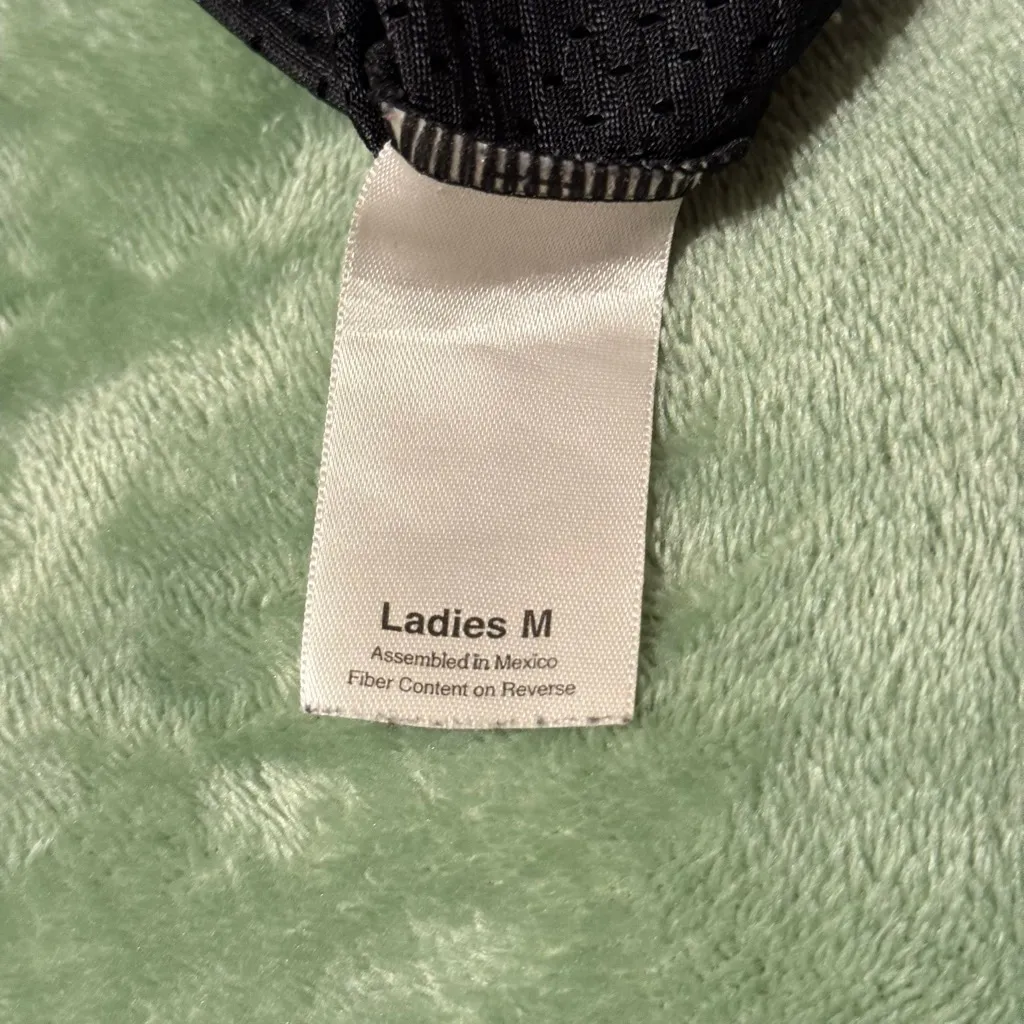 Ladies M
Assembled in Mexico
Fiber Content on Reverse